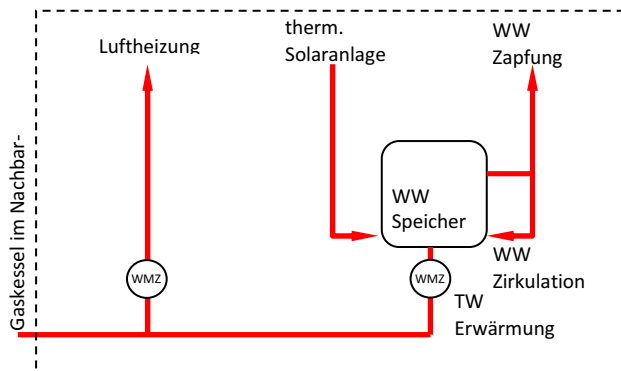 Luftheizung
therm.
Solaranlage
WW
Zapfung
WW
Speicher
WMZ
WMZ
WW
Zirkulation
TW
Erwärmung
Gaskessel im Nachbar-